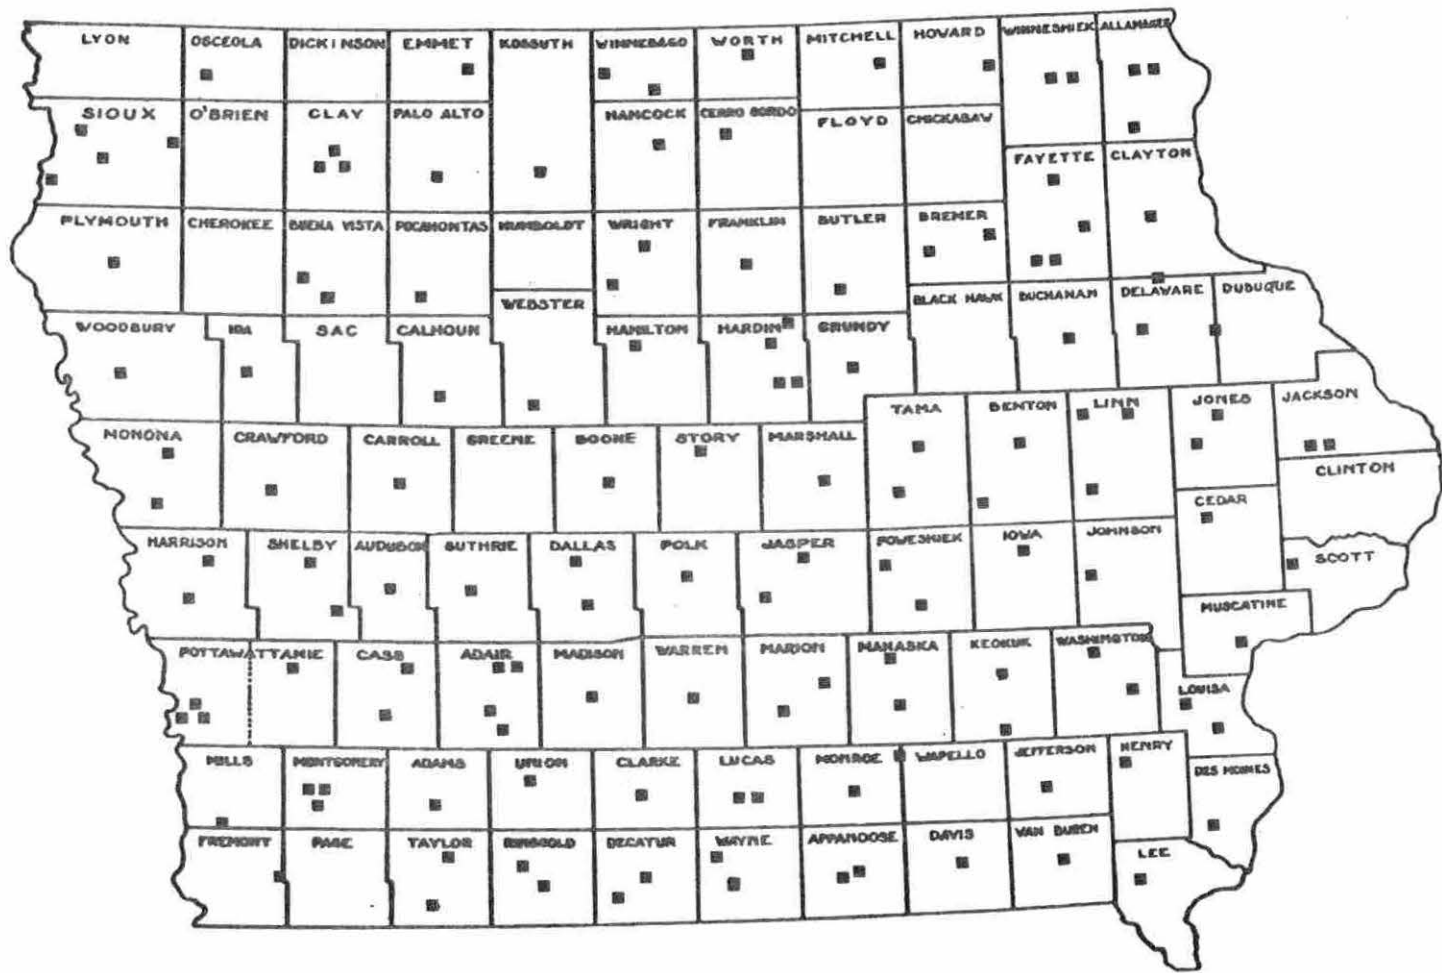 LYON OSCEOLA DICKINSON EMMET KOSSUTH WINNEBAGO WORTH MITCHELL HOWARD WINNESHIEK ALLAMAKEE
SIOUX O'BRIEN CLAY PALO ALTO HANCOCK CERRO GORDO FLOYD CHICKASAW
FAYETTE CLAYTON
PLYMOUTH CHEROKEE BUENA VISTA POCAHONTAS HUMBOLDT WRIGHT FRANKLIN BUTLER BREMER
WEBSTER BLACK HAWK BUCHANAN DELAWARE DUBUQUE
WOODBURY IDA SAC CALHOUN HAMILTON HARDIN GRUNDY
MONONA CRAWFORD CARROLL GREENE BOONE STORY MARSHALL TAMA BENTON LINN JONES JACKSON
CLINTON
CEDAR
HARRISON SHELBY AUDUBON GUTHRIE DALLAS POLK JASPER POWESHIEK IOWA JOHNSON SCOTT
MUSCATINE
POTTAWATTAMIE CASS ADAIR MADISON WARREN MARION MAHASKA KEOKUK WASHINGTON
LOUISA
MILLS MONTGOMERY ADAMS UNION CLARKE LUCAS MONROE WAPELLO JEFFERSON HENRY
DES MOINES
FREMONT PAGE TAYLOR RINGGOLD DECATUR WAYNE APPANOOSE DAVIS VAN BUREN
LEE